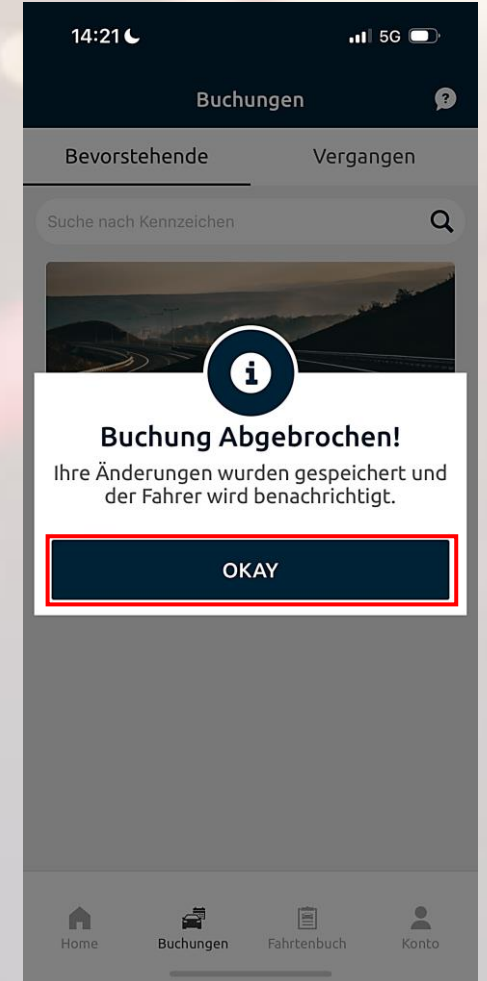 14:21
5G
Buchungen
Bevorstehende
Vergangen
Suche nach Kennzeichen
Buchung Abgebrochen!
Ihre Änderungen wurden gespeichert und
der Fahrer wird benachrichtigt.
OKAY
Home
Buchungen
Fahrtenbuch
Konto